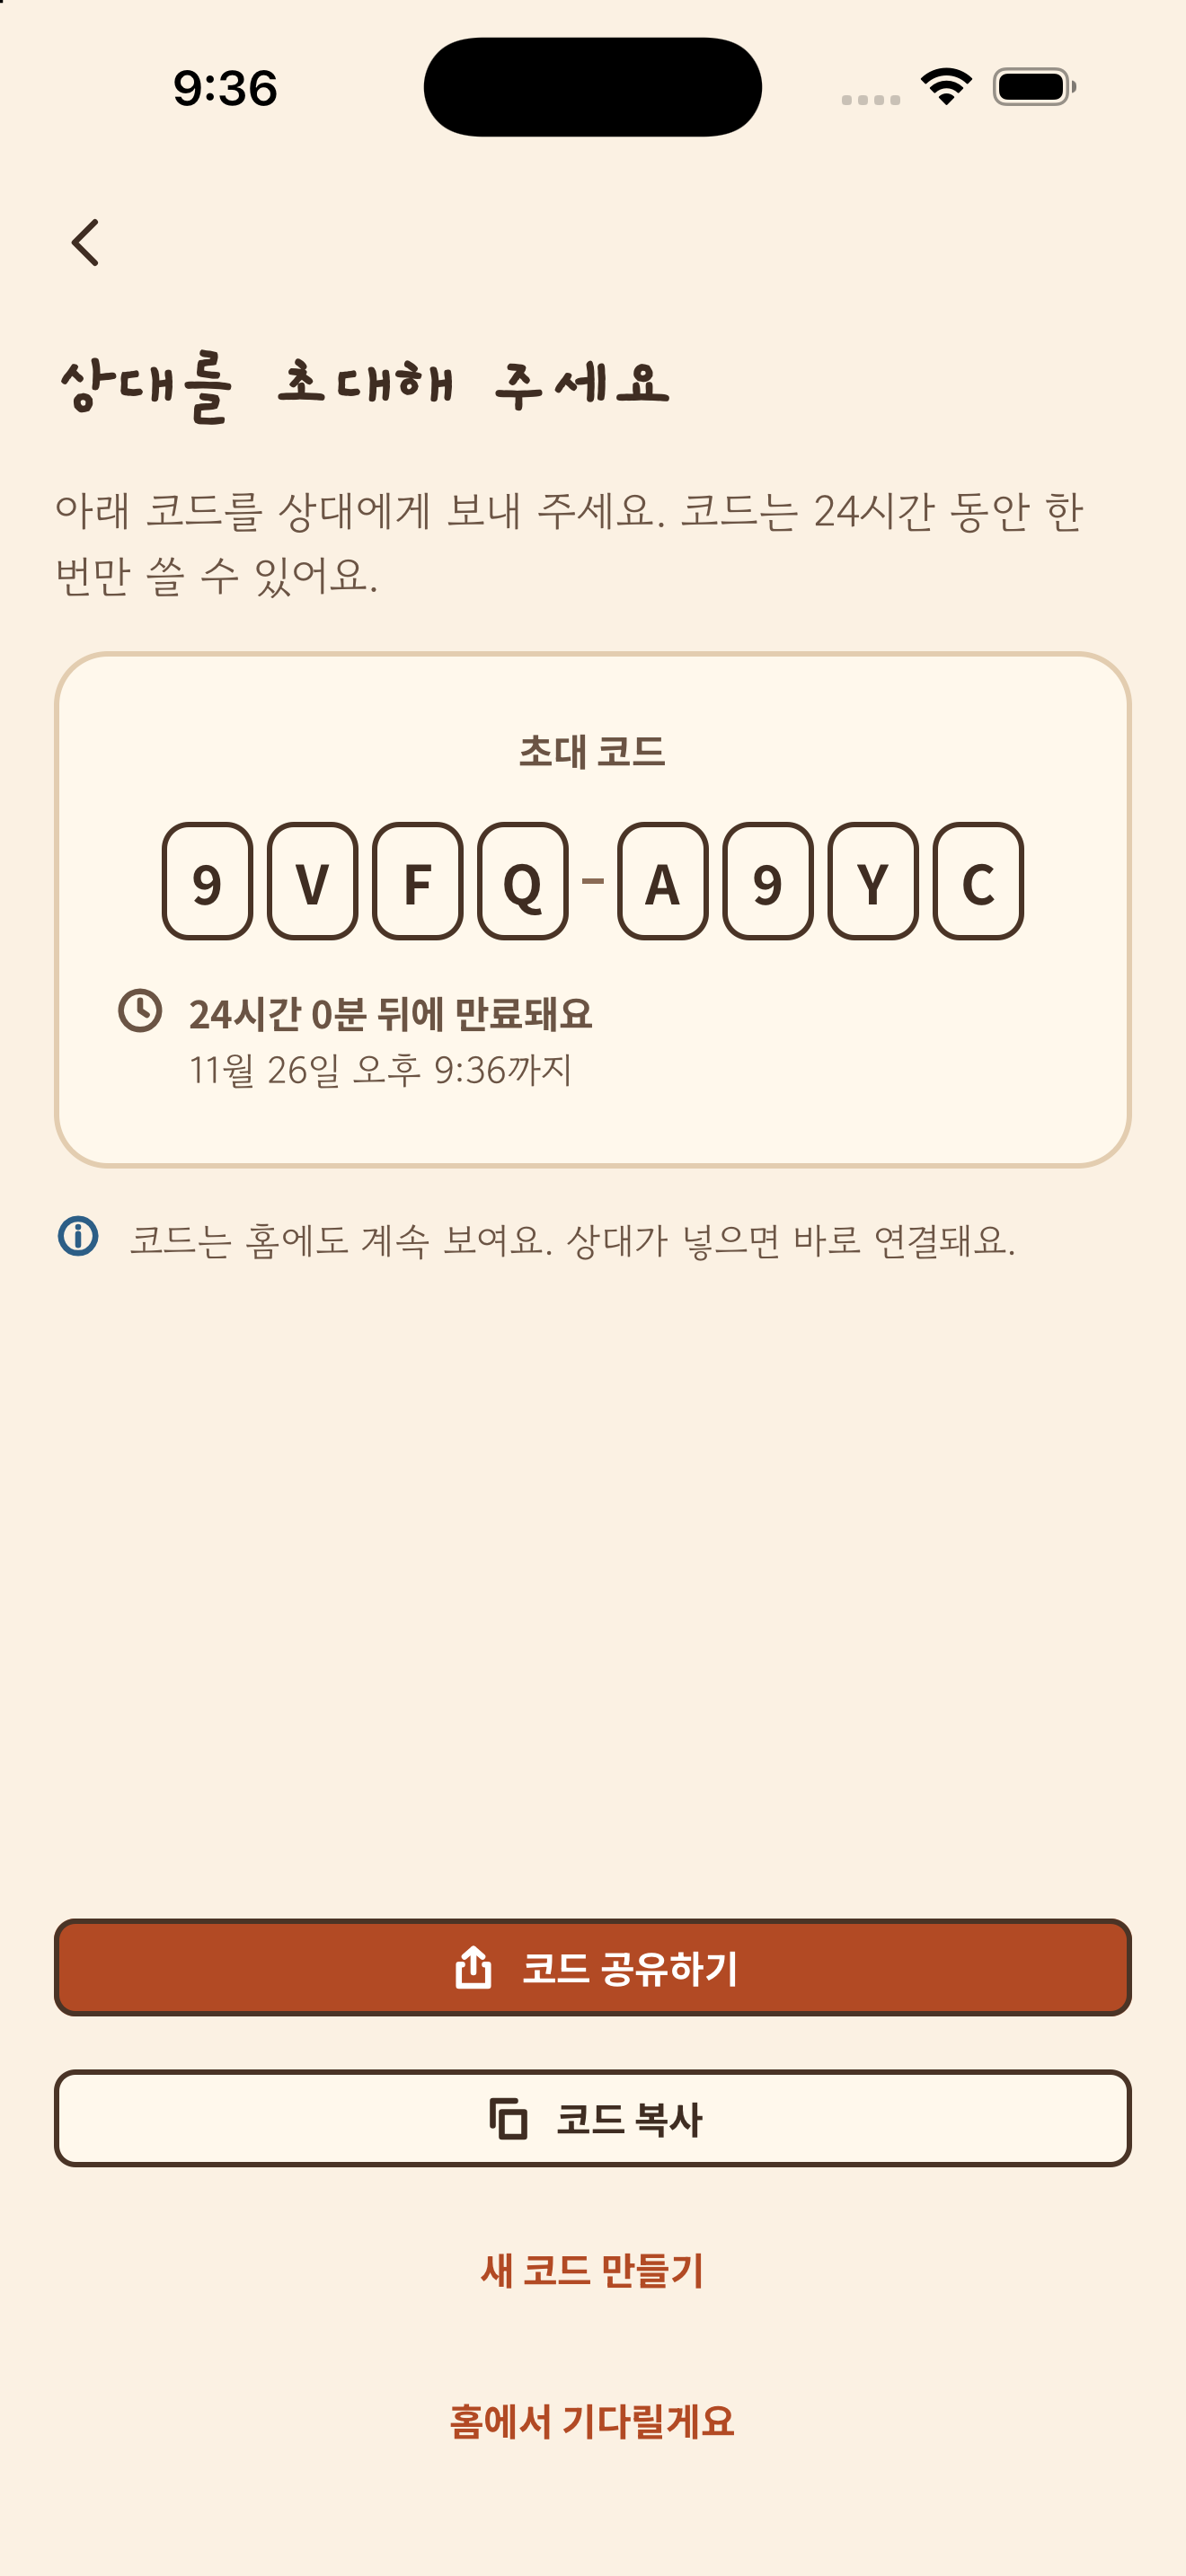 9:36
상대를 초대해 주세요
아래 코드를 상대에게 보내 주세요. 코드는 24시간 동안 한
번만 쓸 수 있어요.
초대 코드
9 V F Q - A 9 Y C
24시간 0분 뒤에 만료돼요
11월 26일 오후 9:36까지
코드는 홈에도 계속 보여요. 상대가 넣으면 바로 연결돼요.
코드 공유하기
코드 복사
새 코드 만들기
홈에서 기다릴게요